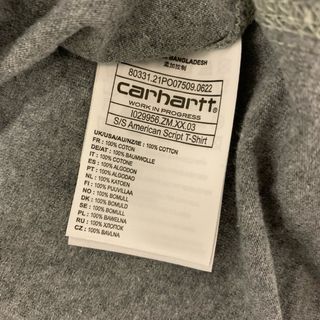 BANGLADESH
80331.21PO07509.0622
carhartt
WORK IN PROGRESS
I029956.ZM.XX.03
S/S American Script T-Shirt
UK/USA/AU/NZ/IE : 100% COTTON
FR : 100% COTON
DE/AT : 100% BAUMWOLLE
IT : 100% COTONE
ES : 100% ALGODÓN
PT : 100% ALGODAO
NL : 100% KATOEN
FI : 100% PUUVILLAA
NO : 100% BOMULL
DK : 100% BOMULD
SE : 100% BOMULL
PL : 100% BAWEŁNA
RU : 100% ХЛОПОК
CZ : 100% BAVLNA